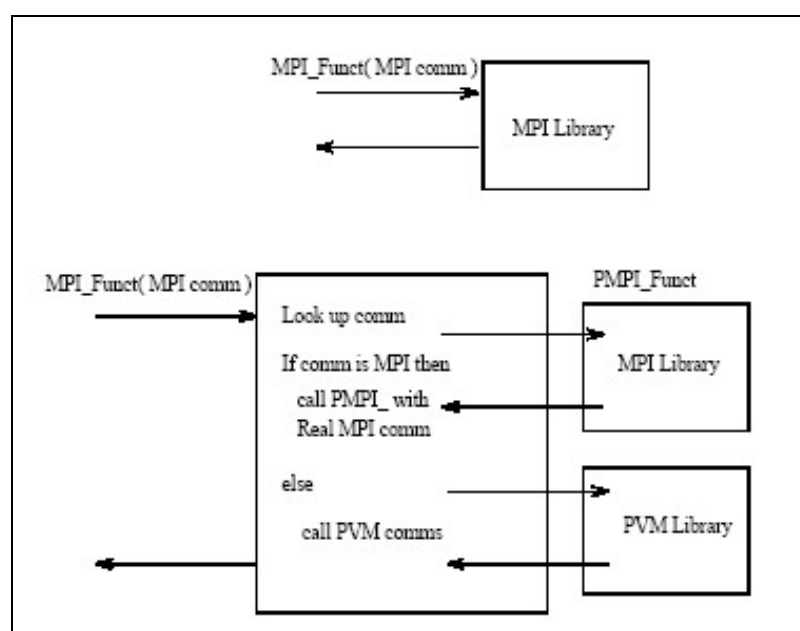 MPI_Funct( MPI comm )
MPI Library
MPI_Funct( MPI comm )
PMPI_Funct
Look up comm
MPI Library
If comm is MPI then
call PMPI_ with
Real MPI comm
else
call PVM comms
PVM Library